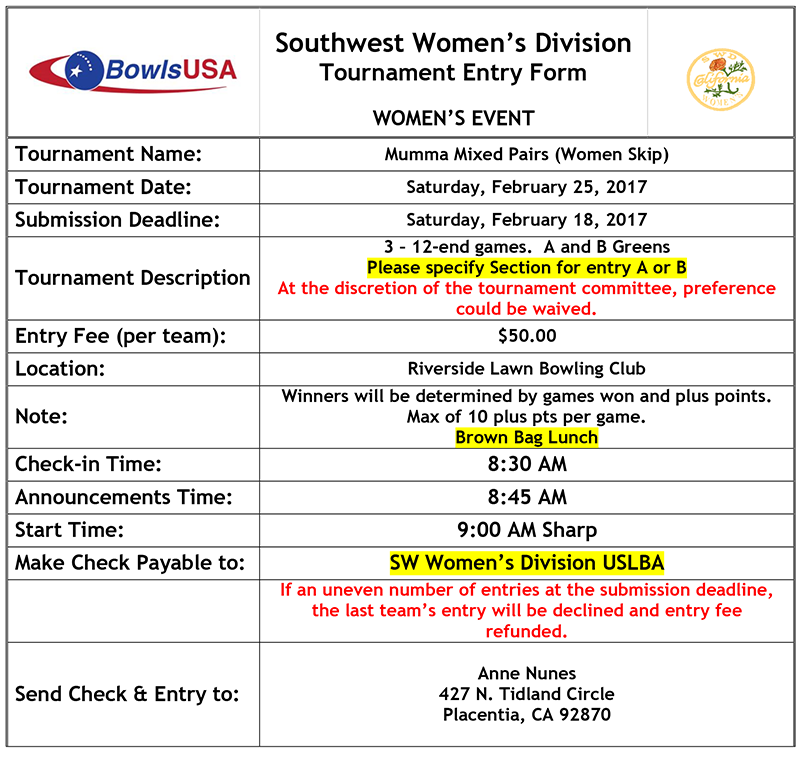 BowlsUSA
Southwest Women's Division
Tournament Entry Form
WOMEN'S EVENT
SWD
California
WOMEN'S
Tournament Name: Mumma Mixed Pairs (Women Skip)
Tournament Date: Saturday, February 25, 2017
Submission Deadline: Saturday, February 18, 2017
Tournament Description
3 – 12-end games.  A and B Greens
Please specify Section for entry A or B
At the discretion of the tournament committee, preference
could be waived.
Entry Fee (per team): $50.00
Location: Riverside Lawn Bowling Club
Note:
Winners will be determined by games won and plus points.
Max of 10 plus pts per game.
Brown Bag Lunch
Check-in Time: 8:30 AM
Announcements Time: 8:45 AM
Start Time: 9:00 AM Sharp
Make Check Payable to: SW Women's Division USLBA
If an uneven number of entries at the submission deadline,
the last team's entry will be declined and entry fee
refunded.
Send Check & Entry to:
Anne Nunes
427 N. Tidland Circle
Placentia, CA 92870